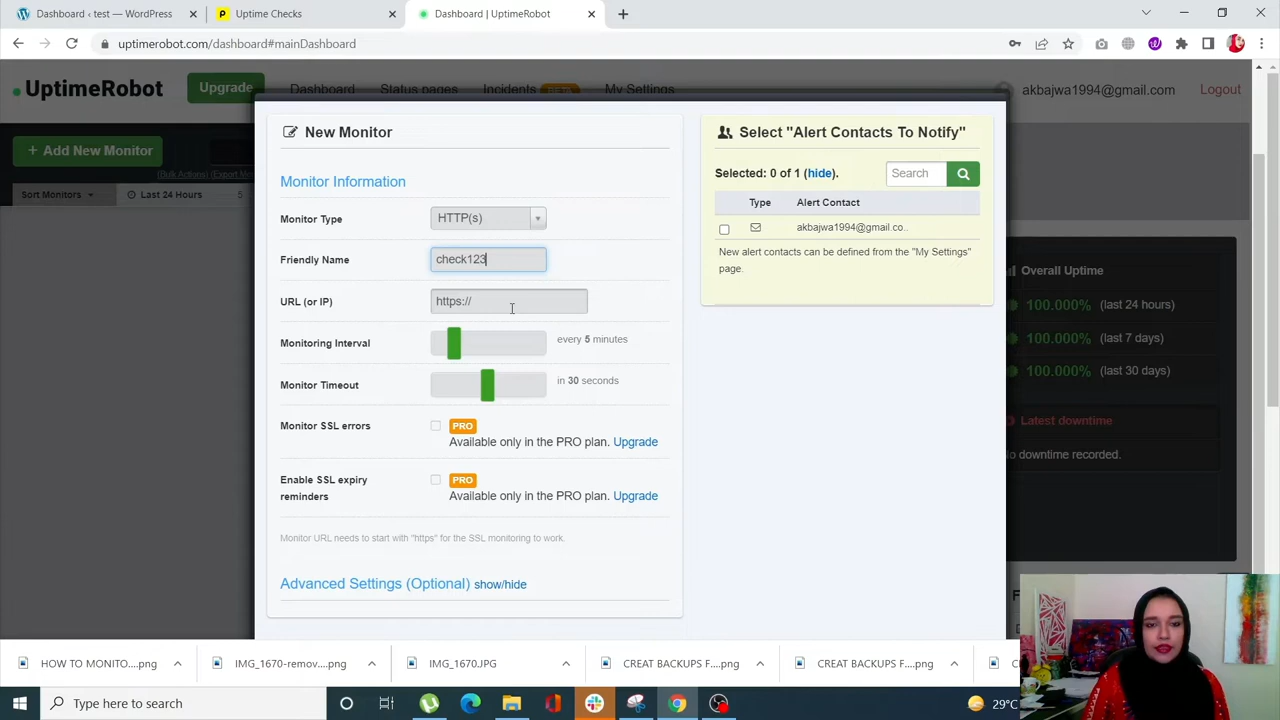 Dashboard ‹ test — WordPress
Uptime Checks
Dashboard | UptimeRobot
uptimerobot.com/dashboard#mainDashboard
UptimeRobot
Upgrade
Dashboard
Status pages
Incidents
BETA
My Settings
akbajwa1994@gmail.com
Logout
+ Add New Monitor
(Bulk Actions)
Sort Monitors
Last 24 Hours
New Monitor
Monitor Information
Monitor Type
HTTP(s)
Friendly Name
check123
URL (or IP)
https://
Monitoring Interval
every 5 minutes
Monitor Timeout
in 30 seconds
Monitor SSL errors
PRO
Available only in the PRO plan. Upgrade
Enable SSL expiry
reminders
PRO
Available only in the PRO plan. Upgrade
Monitor URL needs to start with "https" for the SSL monitoring to work.
Advanced Settings (Optional) show/hide
Select "Alert Contacts To Notify"
Selected: 0 of 1 (hide).
Search
Type
Alert Contact
akbajwa1994@gmail.co..
New alert contacts can be defined from the "My Settings"
page.
Overall Uptime
100.000% (last 24 hours)
100.000% (last 7 days)
100.000% (last 30 days)
Latest downtime
No downtime recorded.
HOW TO MONITO....png
IMG_1670-remov....png
IMG_1670.JPG
CREAT BACKUPS F....png
CREAT BACKUPS F....png
Type here to search
29°C